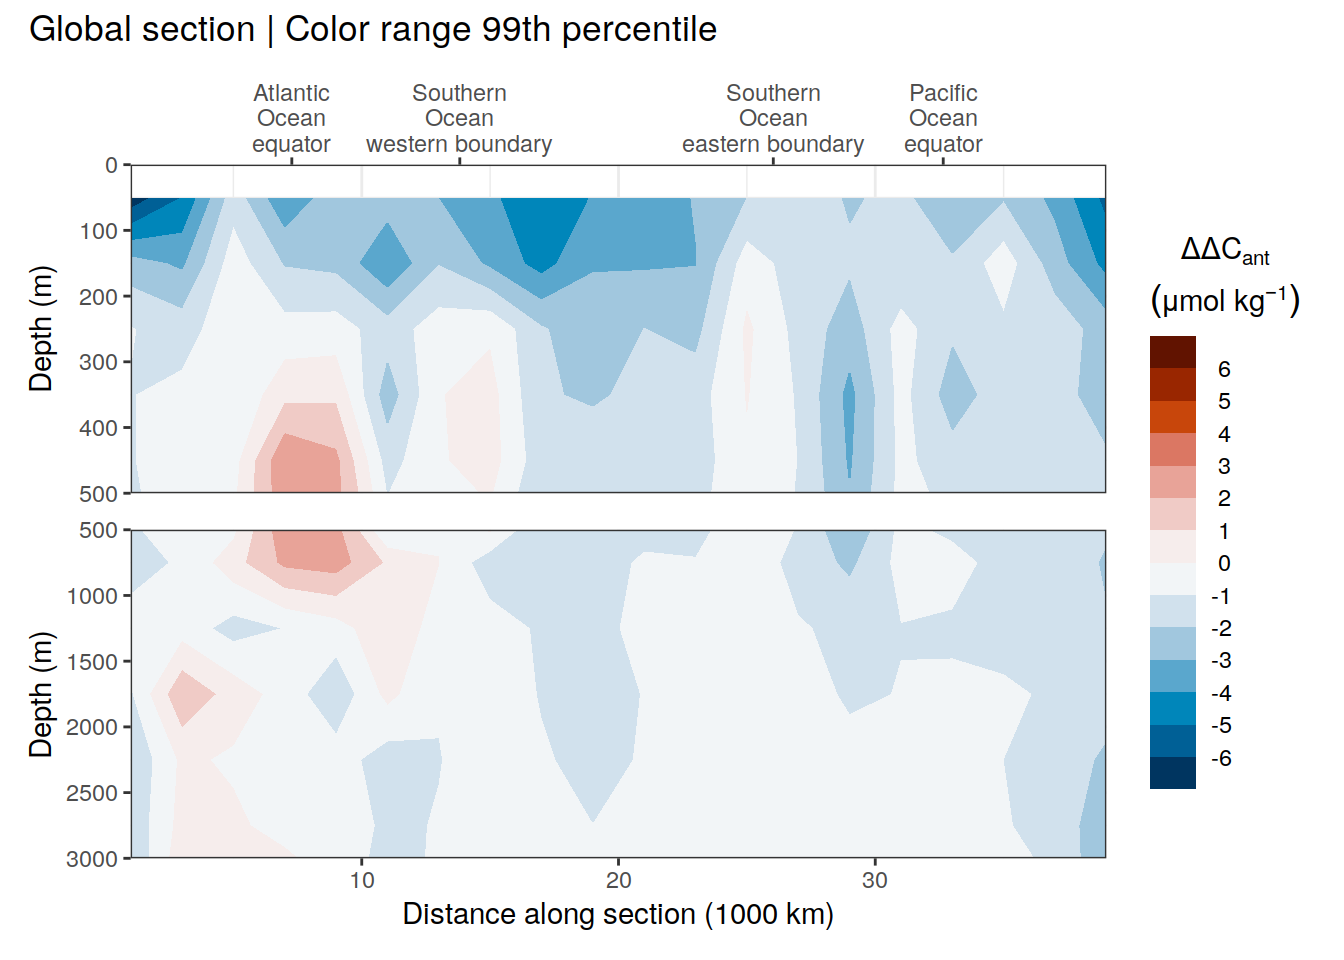 Global section | Color range 99th percentile
Atlantic
Ocean
equator
Southern
Ocean
western boundary
Southern
Ocean
eastern boundary
Pacific
Ocean
equator
Depth (m)
0
100
200
300
400
500
Depth (m)
500
1000
1500
2000
2500
3000
10 20 30
Distance along section (1000 km)
ΔΔC_ant
(μmol kg⁻¹)
6
5
4
3
2
1
0
-1
-2
-3
-4
-5
-6